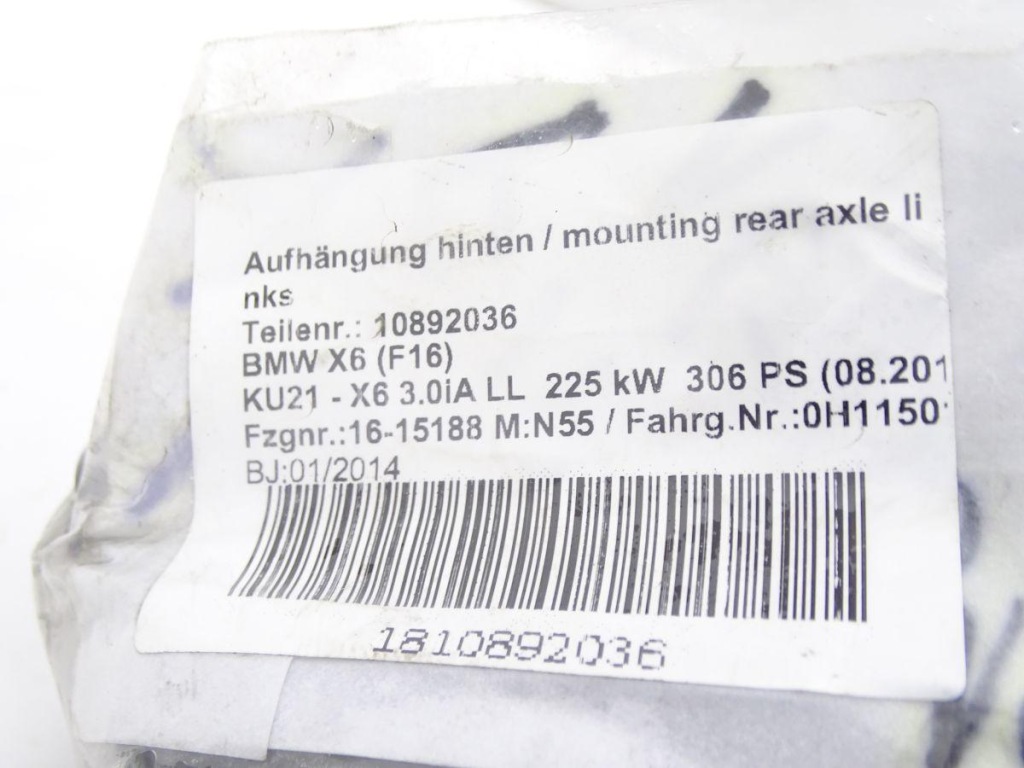 Aufhängung hinten / mounting rear axle li
nks
Teilenr.: 10892036
BMW X6 (F16)
KU21 - X6 3.0iA LL 225 kW 306 PS (08.201
Fzgnr.:16-15188 M:N55 / Fahrg.Nr.:0H1150
BJ:01/2014
1810892036